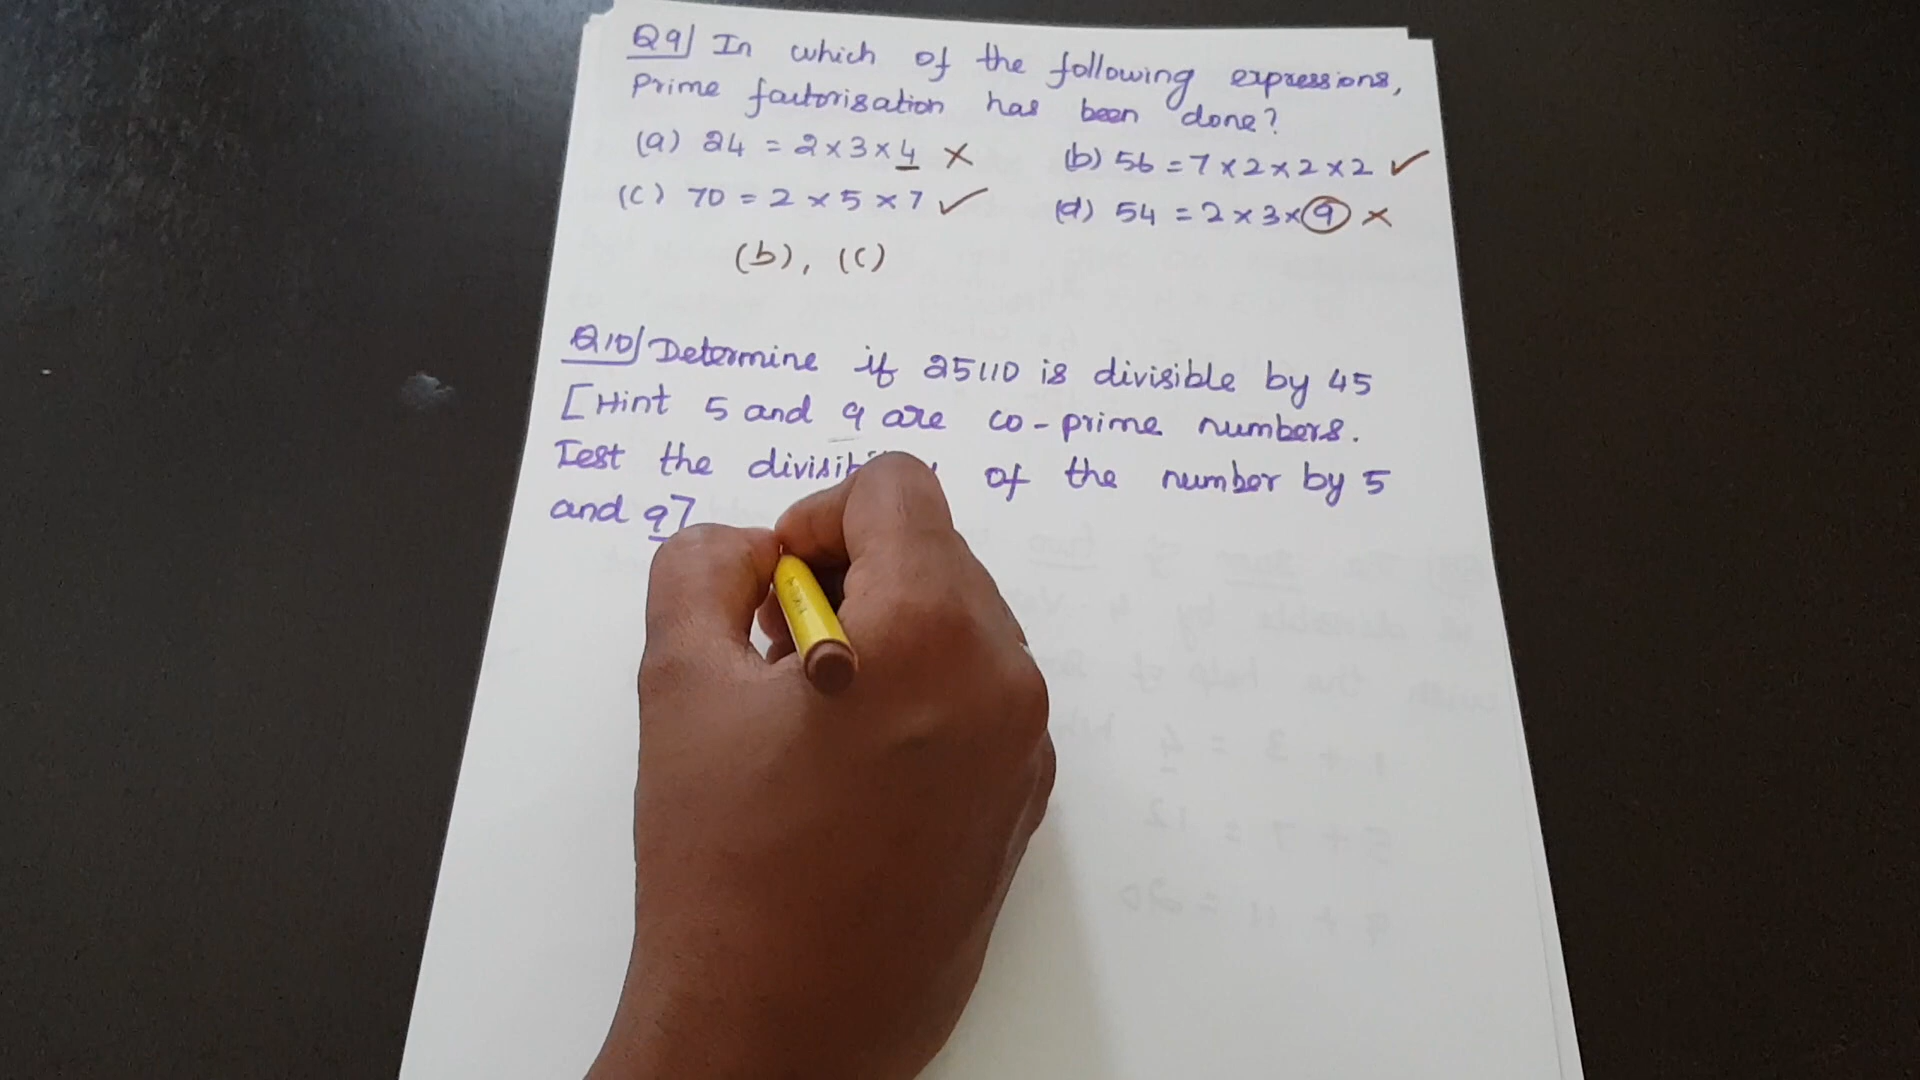 Q9/ In which of the following expressions,
Prime factorisation has been done?
(a) 24 = 2 × 3 × 4 × (b) 56 = 7 × 2 × 2 × 2 ✓
(c) 70 = 2 × 5 × 7 ✓ (d) 54 = 2 × 3 × 9 ×
(b), (c)
Q10/ Determine if 25110 is divisible by 45
[Hint 5 and 9 are co-prime numbers.
Test the of the number by 5
and 9]